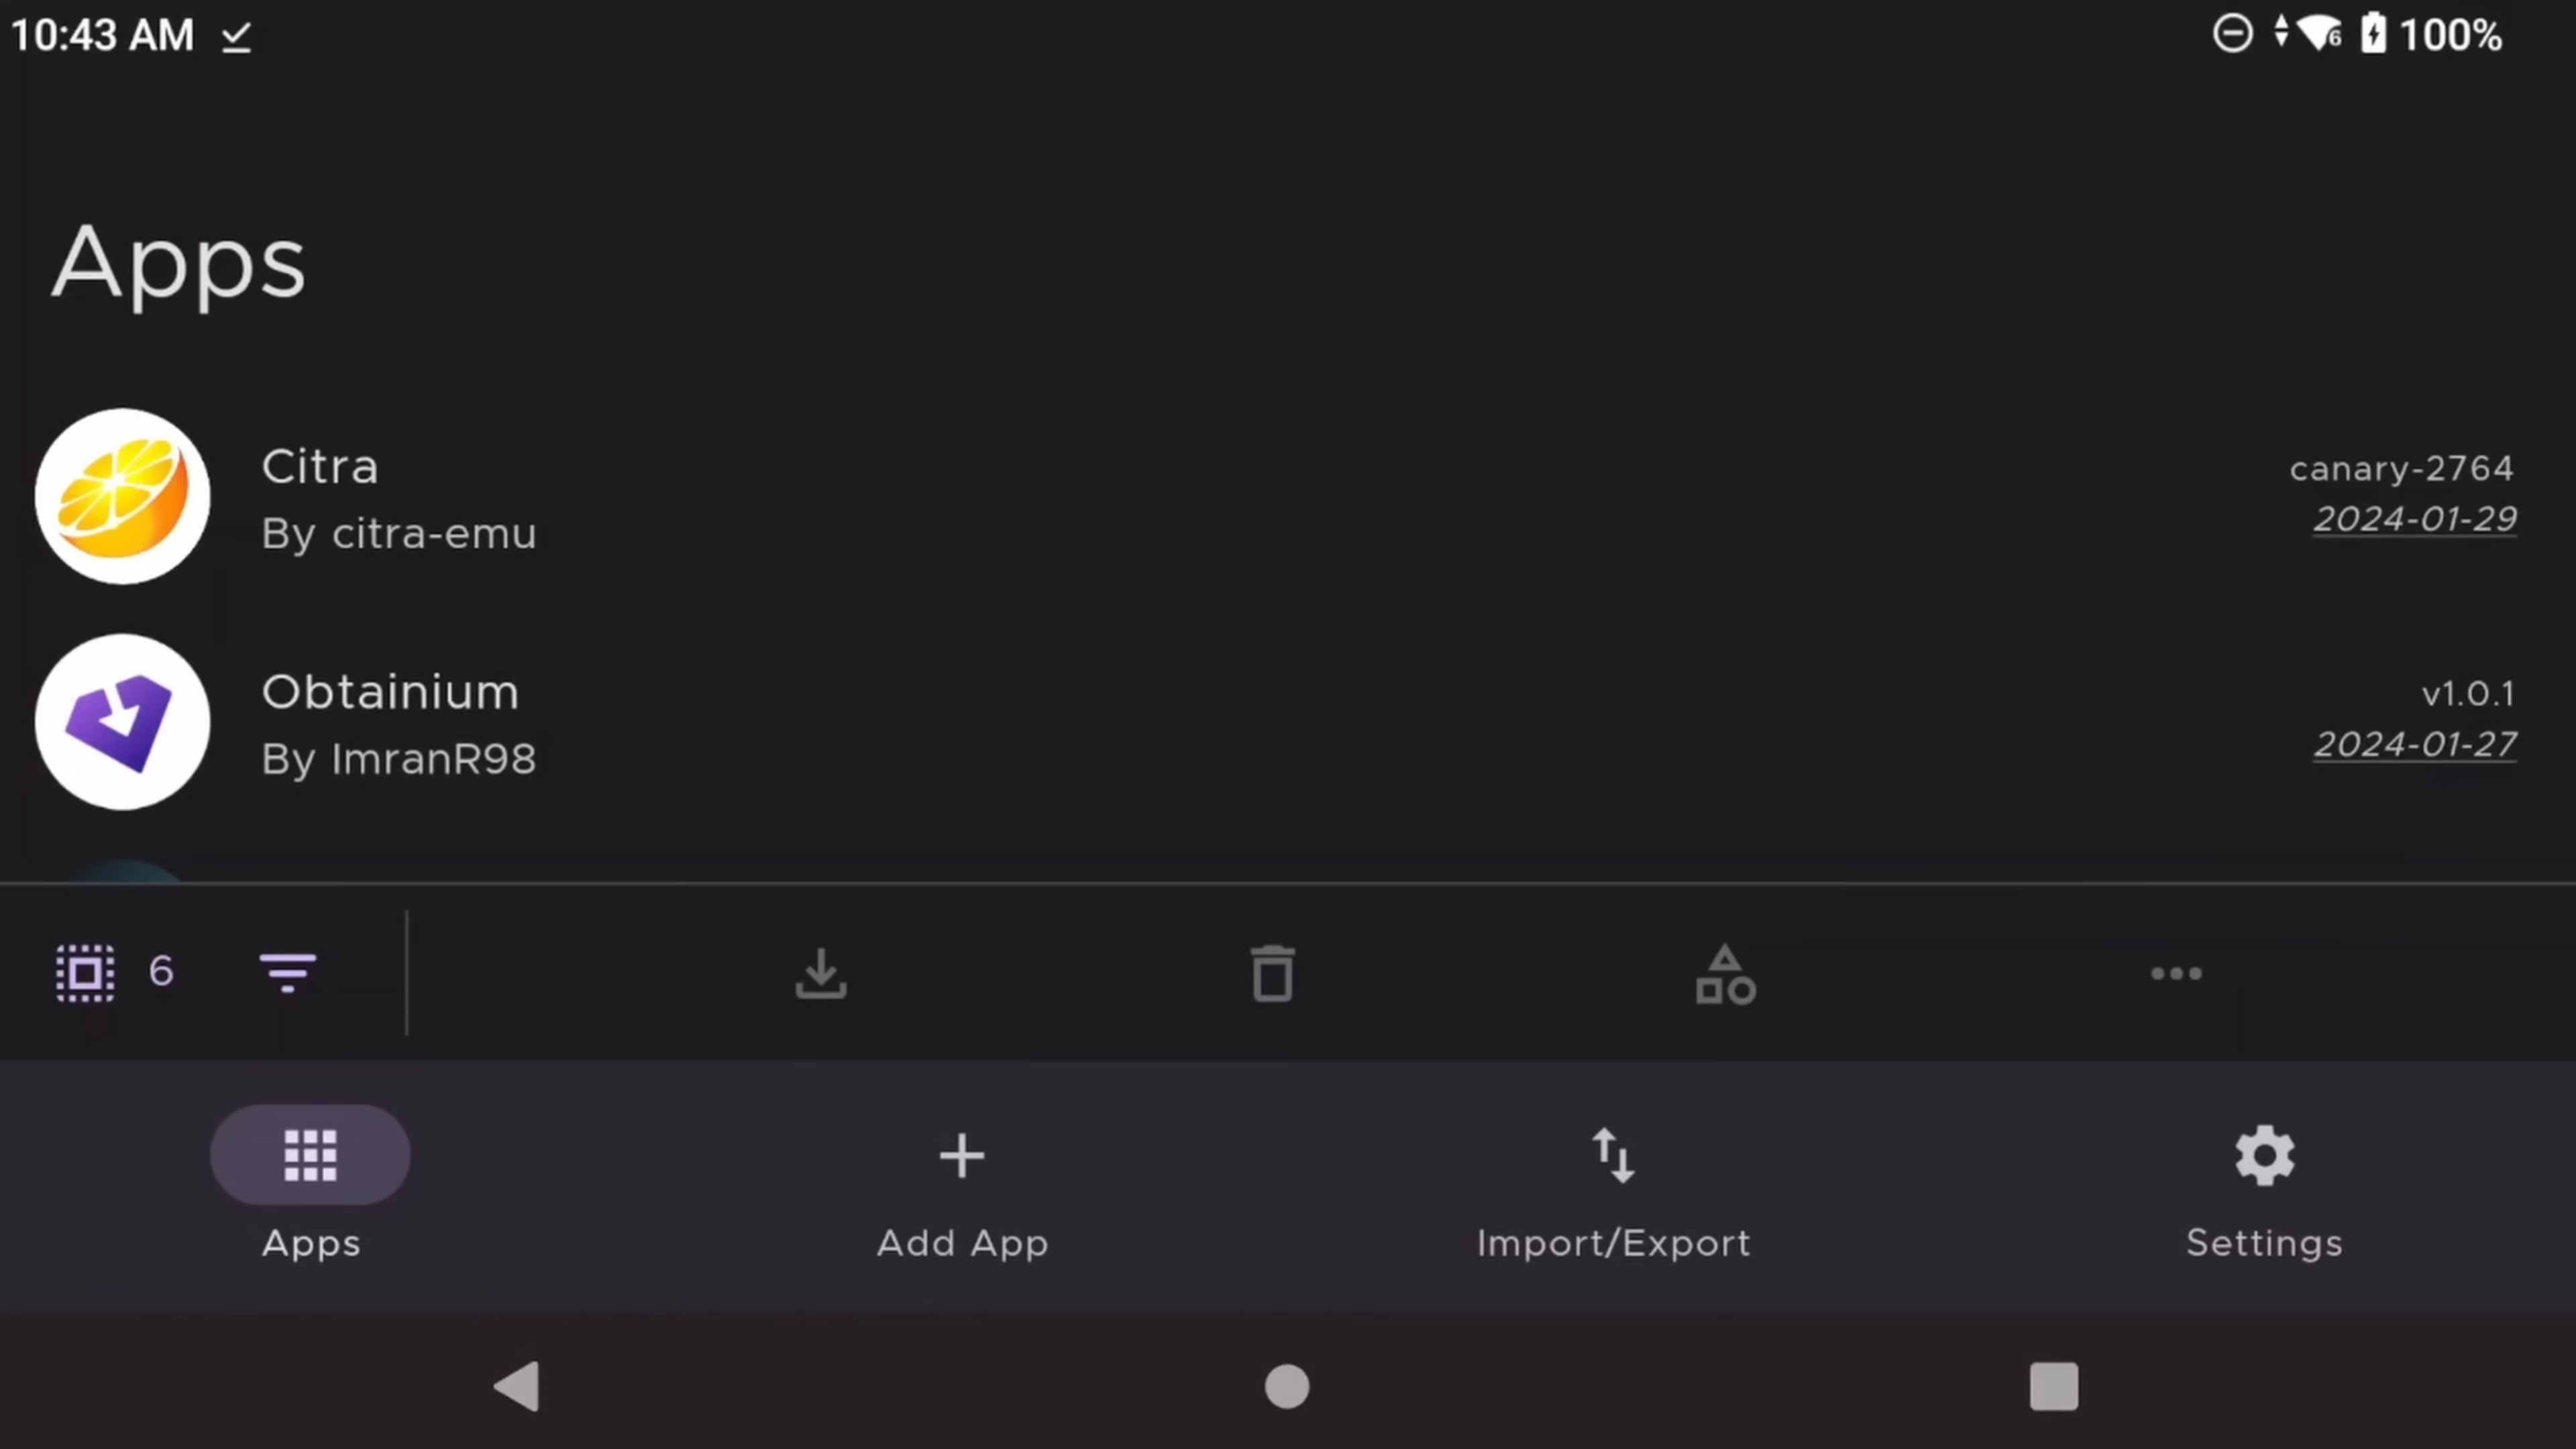 10:43 AM
6 100%
Apps
Citra
By citra-emu
canary-2764
2024-01-29
Obtainium
By ImranR98
v1.0.1
2024-01-27
6
Apps
Add App
Import/Export
Settings